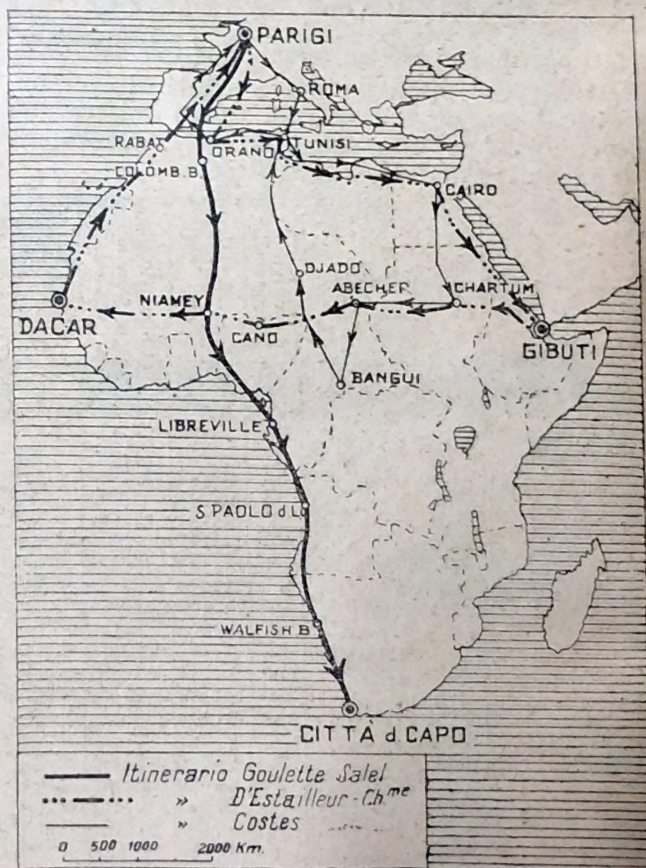 PARIGI
ROMA
RABAT
ORANO
TUNISI
COLOMB. B.
CAIRO
DJADO
ABECHER
CHARTUM
NIAMEY
DACAR
CANO
GIBUTI
BANGUI
LIBREVILLE
S. PAOLO d L.
WALFISH B
CITTÀ d CAPO
Itinerario Goulette Salel
» D'Estailleur-Ch.me
» Costes
0 500 1000 2000 Km.